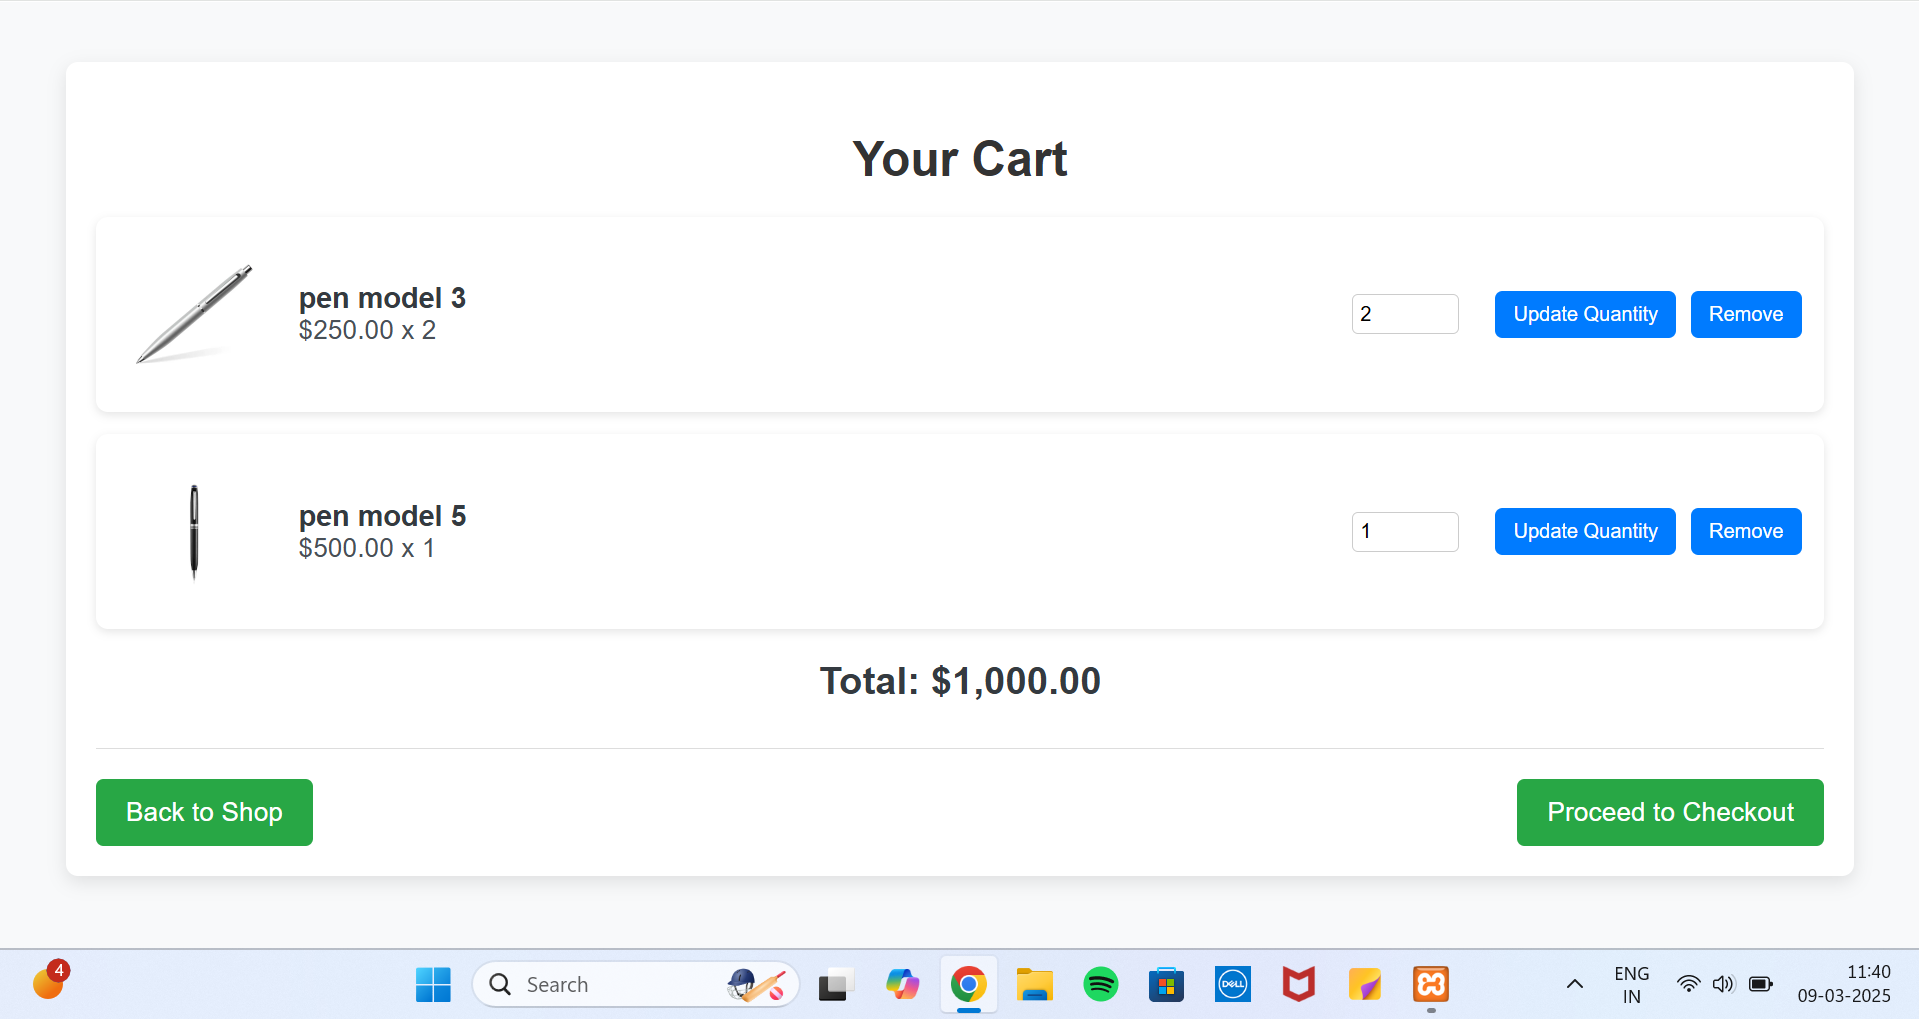 Your Cart
pen model 3
$250.00 x 2
2
Update Quantity
Remove
pen model 5
$500.00 x 1
1
Update Quantity
Remove
Total: $1,000.00
Back to Shop
Proceed to Checkout
4
Search
DELL
ENG
IN
11:40
09-03-2025